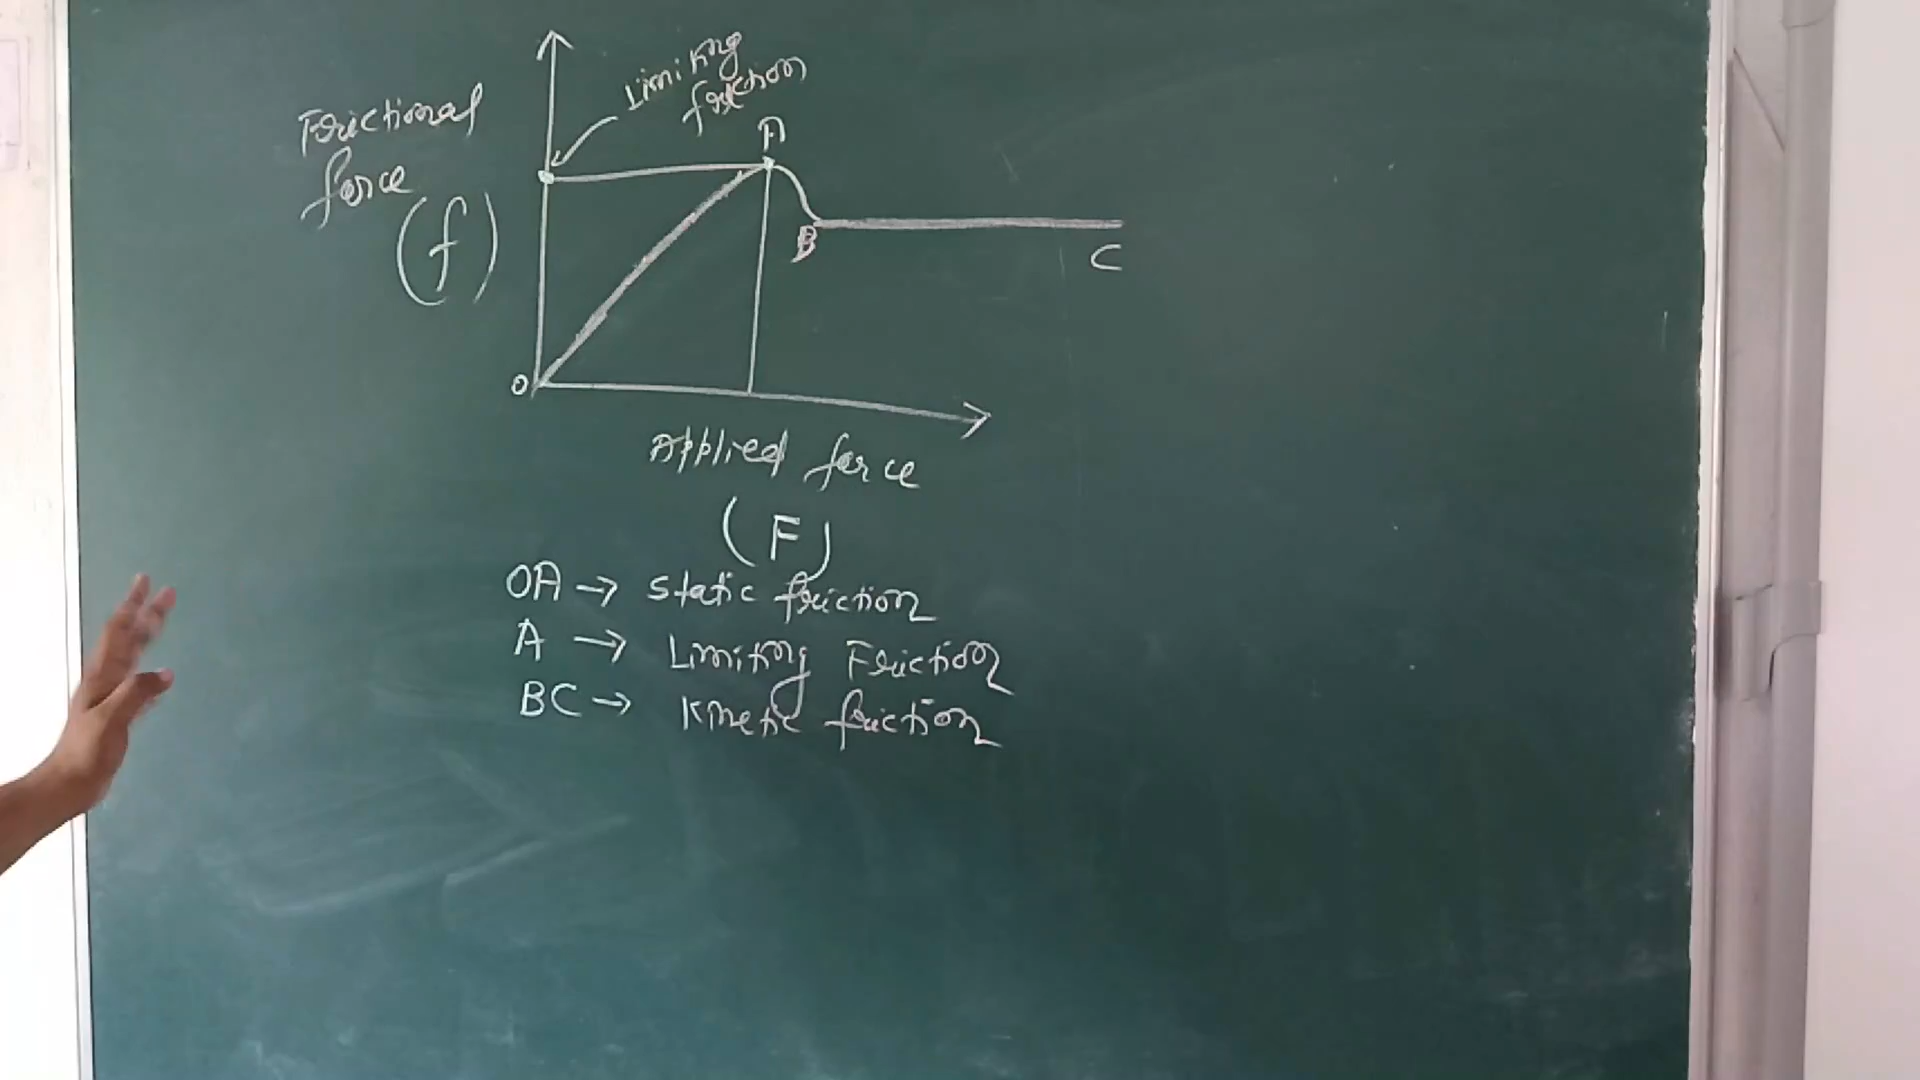 Limiting
friction
Frictional
force
(f)
A
B
C
O
Applied force
(F)
OA → Static friction
A → Limiting Friction
BC → Kinetic friction